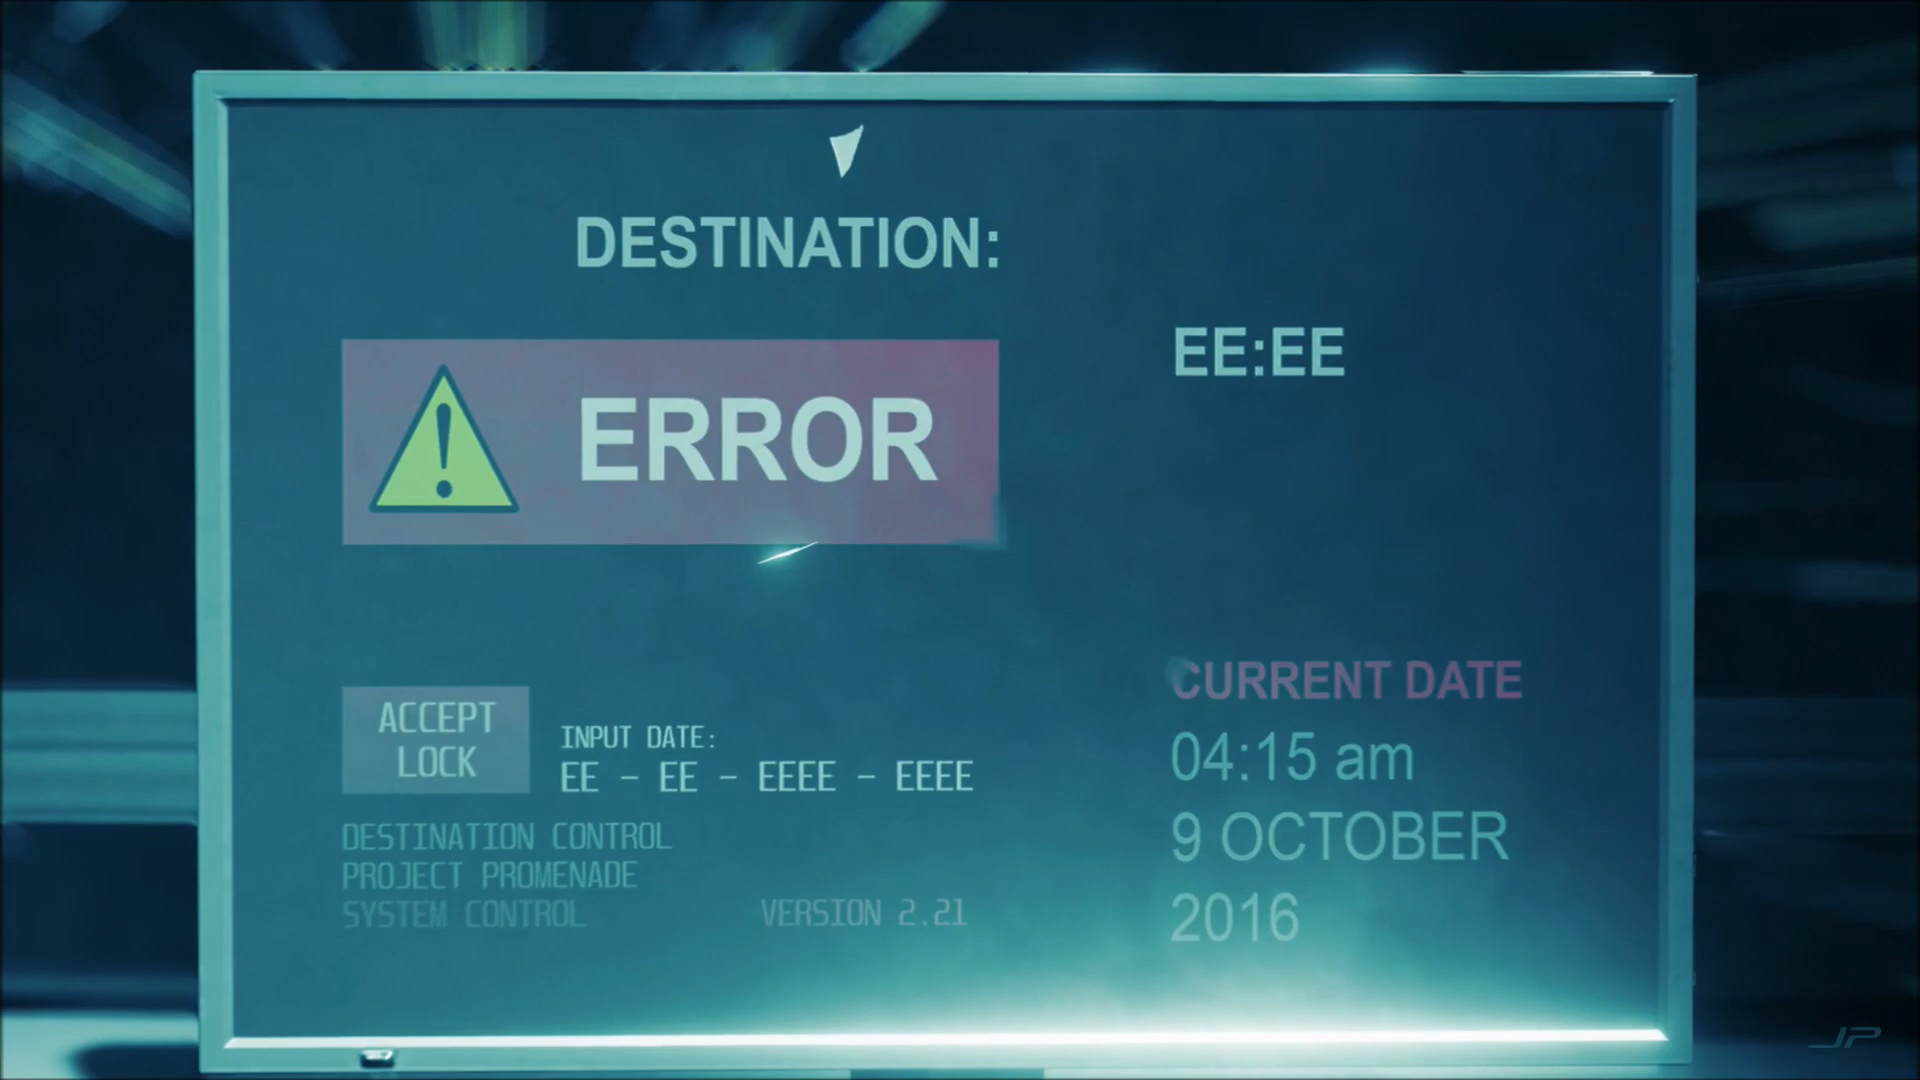 DESTINATION:
EE:EE
! ERROR
ACCEPT
LOCK
INPUT DATE:
EE - EE - EEEE - EEEE
DESTINATION CONTROL
PROJECT PROMENADE
SYSTEM CONTROL
VERSION 2.21
CURRENT DATE
04:15 am
9 OCTOBER
2016
JP